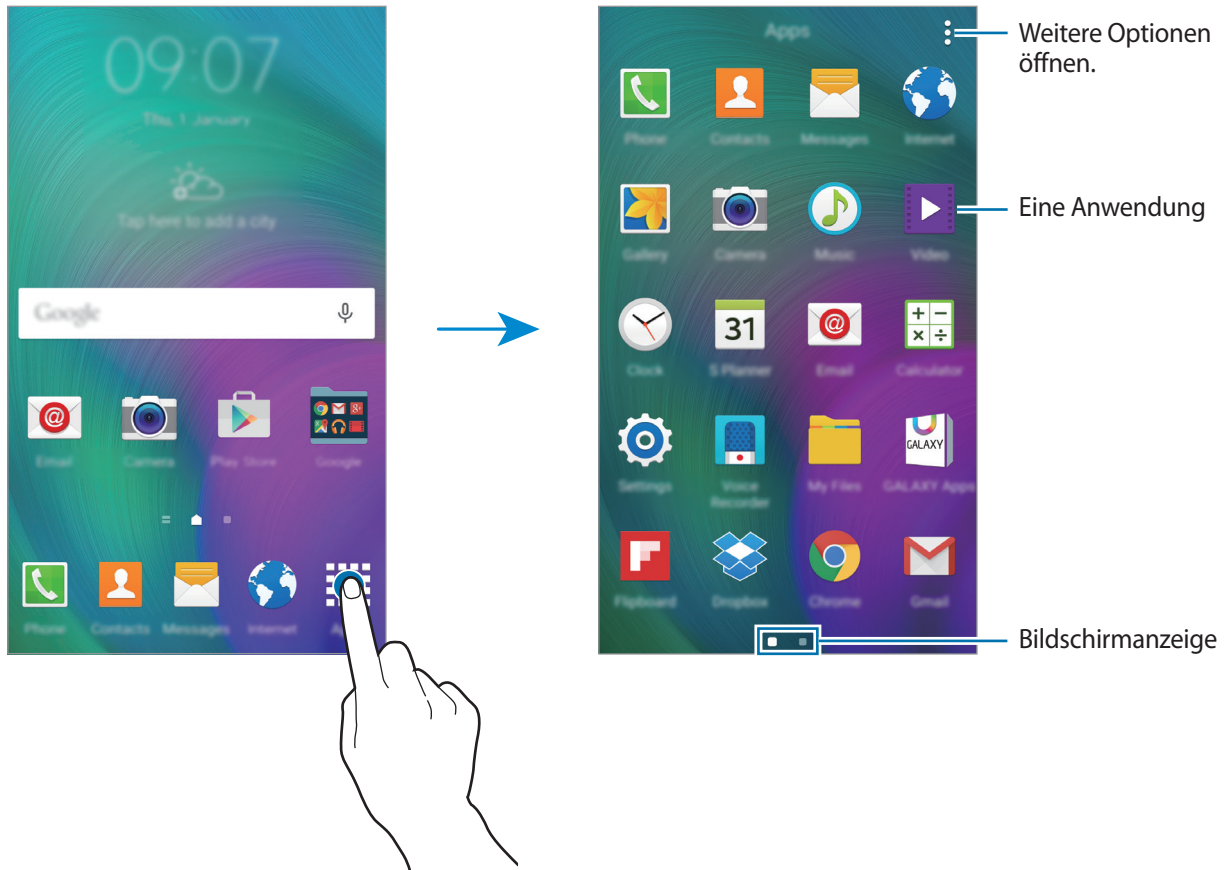 09:07
Thu, 1 January
Tap here to add a city
Google
Email
Camera
Play Store
Google
Phone
Contacts
Messages
Internet
Apps
Weitere Optionen
öffnen.
Phone
Contacts
Messages
Internet
Eine Anwendung
Gallery
Camera
Music
Video
31
+ −
× ÷
Clock
S Planner
Email
Calculator
GALAXY
Settings
Voice
Recorder
My Files
GALAXY Apps
Flipboard
Dropbox
Chrome
Gmail
Bildschirmanzeige